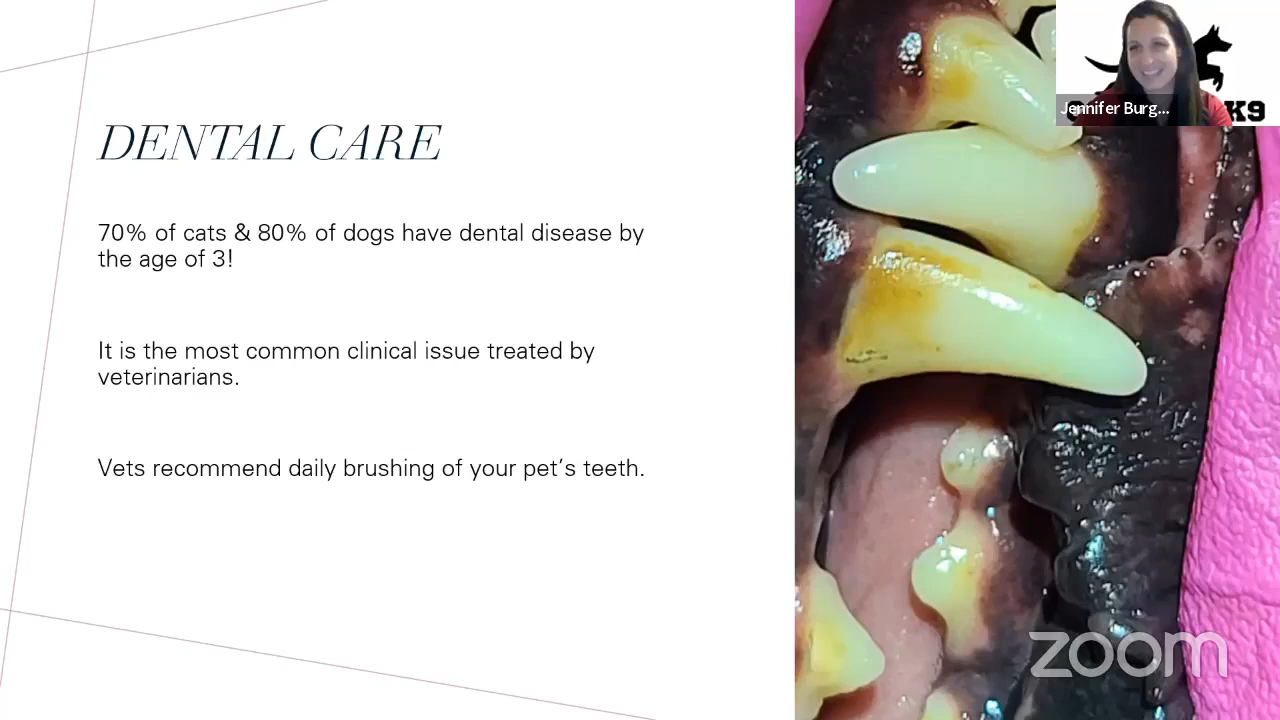 DENTAL CARE
70% of cats & 80% of dogs have dental disease by
the age of 3!
It is the most common clinical issue treated by
veterinarians.
Vets recommend daily brushing of your pet's teeth.
Jennifer Burg...
K9
zoom